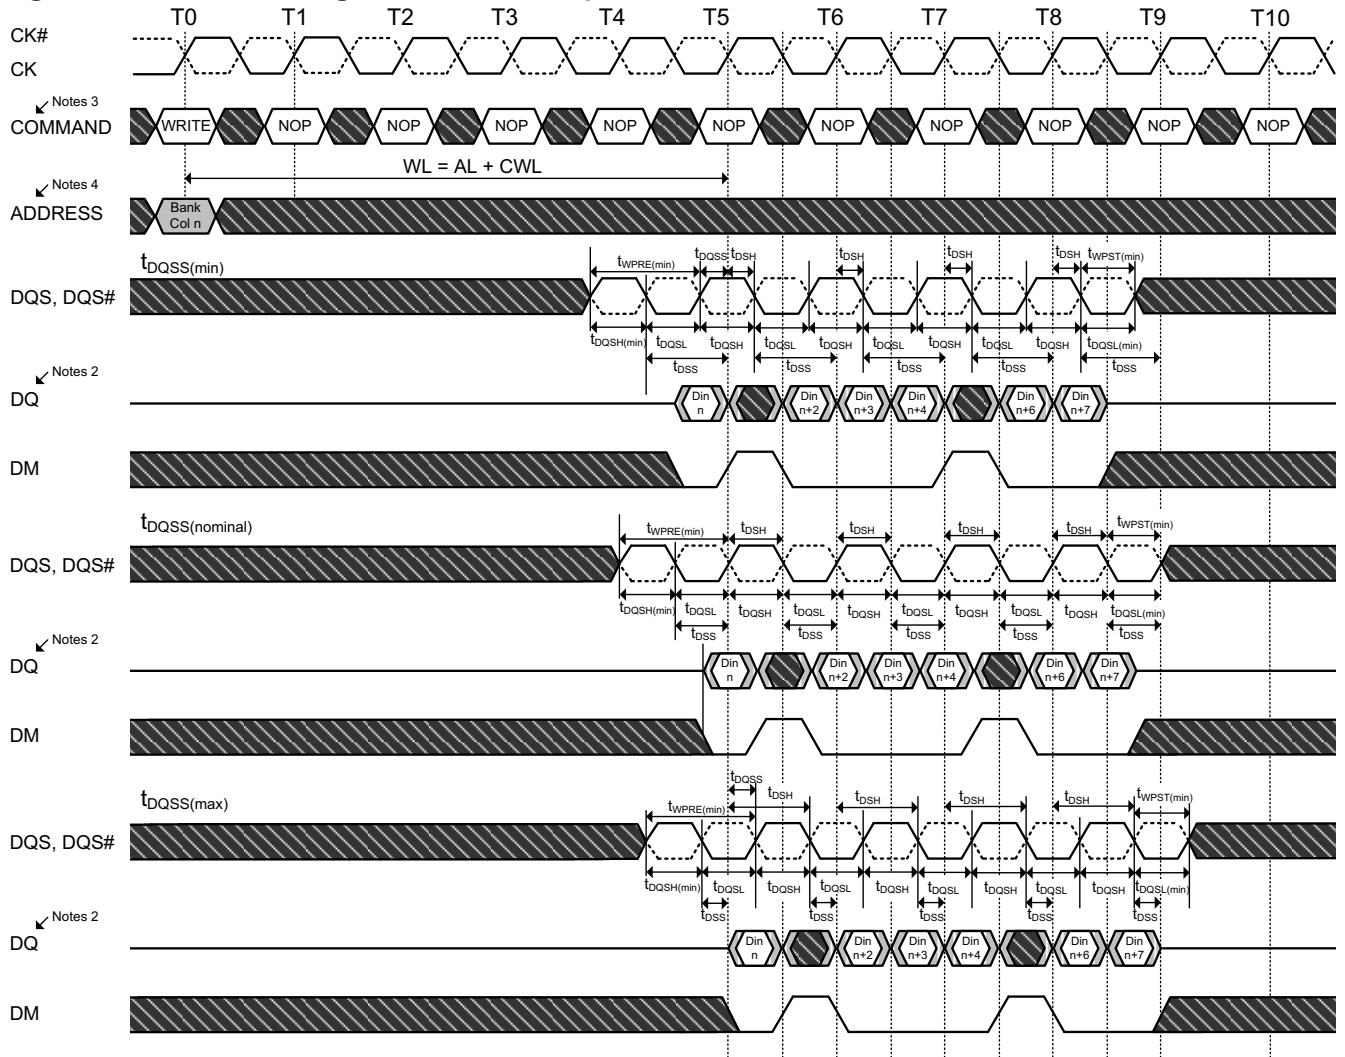 T0 T1 T2 T3 T4 T5 T6 T7 T8 T9 T10
CK#
CK
Notes 3
COMMAND WRITE NOP NOP NOP NOP NOP NOP NOP NOP NOP NOP
WL = AL + CWL
Notes 4
ADDRESS Bank Col n
tDQSS(min)
tWPRE(min) tDQSS tDSH tDSH tDSH tDSH tWPST(min)
DQS, DQS#
tDQSH(min) tDQSL tDQSH tDQSL tDQSH tDQSL tDQSH tDQSL tDQSH tDQSL(min)
tDSS tDSS tDSS tDSS tDSS
Notes 2
DQ Din n Din n+2 Din n+3 Din n+4 Din n+6 Din n+7
DM
tDQSS(nominal)
tWPRE(min) tDSH tDSH tDSH tDSH tWPST(min)
DQS, DQS#
tDQSH(min) tDQSL tDQSH tDQSL tDQSH tDQSL tDQSH tDQSL tDQSH tDQSL(min)
tDSS tDSS tDSS tDSS tDSS
Notes 2
DQ Din n Din n+2 Din n+3 Din n+4 Din n+6 Din n+7
DM
tDQSS
tDQSS(max)
tWPRE(min) tDSH tDSH tDSH tDSH tWPST(min)
DQS, DQS#
tDQSH(min) tDQSL tDQSH tDQSL tDQSH tDQSL tDQSH tDQSL tDQSH tDQSL(min)
tDSS tDSS tDSS tDSS tDSS
Notes 2
DQ Din n Din n+2 Din n+3 Din n+4 Din n+6 Din n+7
DM